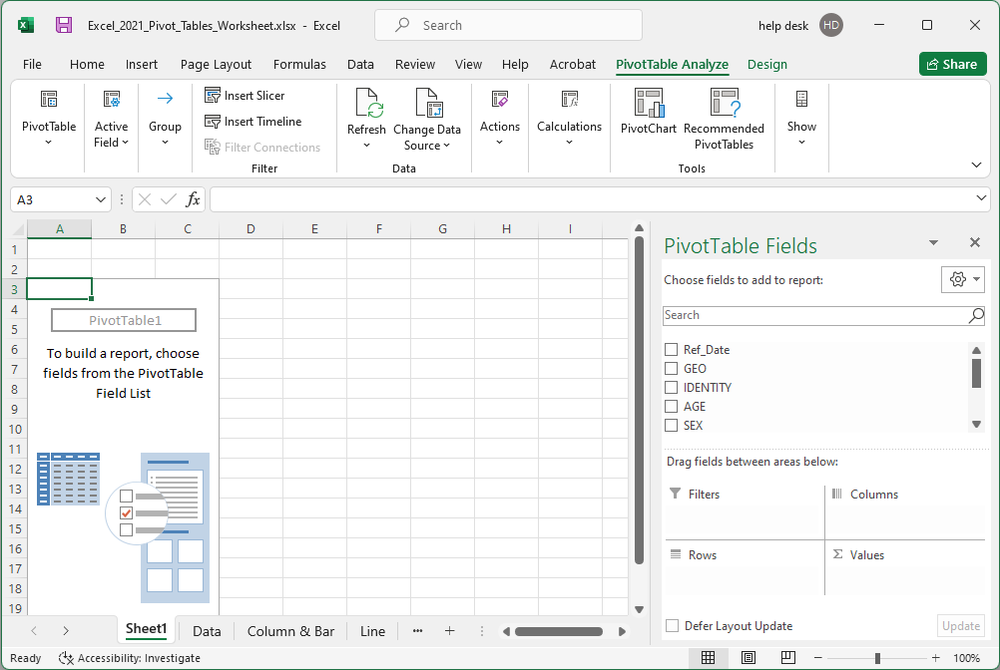 Excel_2021_Pivot_Tables_Worksheet.xlsx - Excel
Search
help desk HD
File Home Insert Page Layout Formulas Data Review View Help Acrobat PivotTable Analyze Design Share
PivotTable
Active Field
Group
Insert Slicer
Insert Timeline
Filter Connections
Filter
Refresh
Change Data Source
Data
Actions
Calculations
PivotChart
Recommended PivotTables
Tools
Show
A3 fx
A B C D E F G H I
1
2
3
4
5
6
7
8
9
10
11
12
13
14
15
16
17
18
19
PivotTable1
To build a report, choose
fields from the PivotTable
Field List
PivotTable Fields
Choose fields to add to report:
Search
Ref_Date
GEO
IDENTITY
AGE
SEX
Drag fields between areas below:
Filters
Columns
Rows
Σ Values
Defer Layout Update
Update
Sheet1 Data Column & Bar Line
Ready Accessibility: Investigate 100%